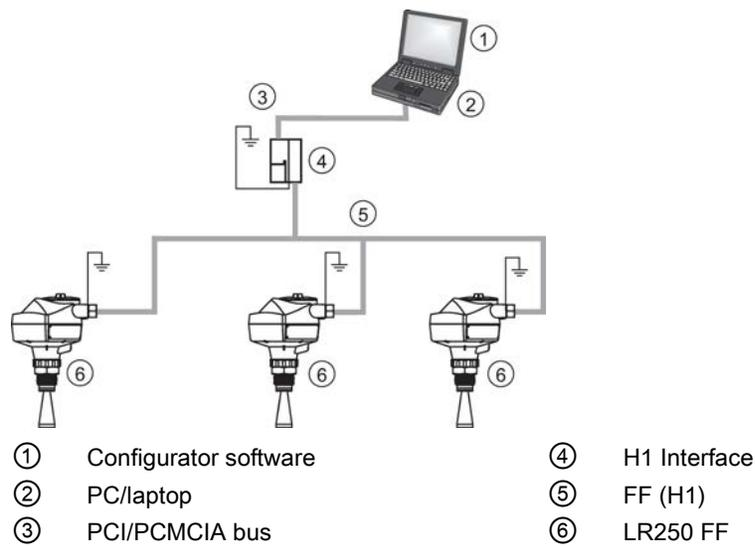 ①
②
③
④
⑤
⑥ ⑥ ⑥
① Configurator software ④ H1 Interface
② PC/laptop ⑤ FF (H1)
③ PCI/PCMCIA bus ⑥ LR250 FF